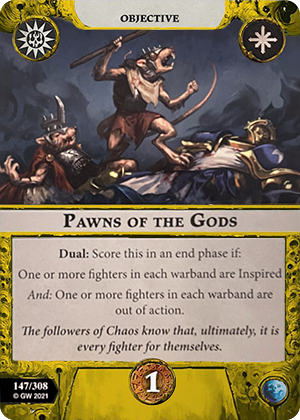 OBJECTIVE
PAWNS OF THE GODS
Dual: Score this in an end phase if:
One or more fighters in each warband are Inspired
And: One or more fighters in each warband are
out of action.
The followers of Chaos know that, ultimately, it is
every fighter for themselves.
147/308
© GW 2021
1